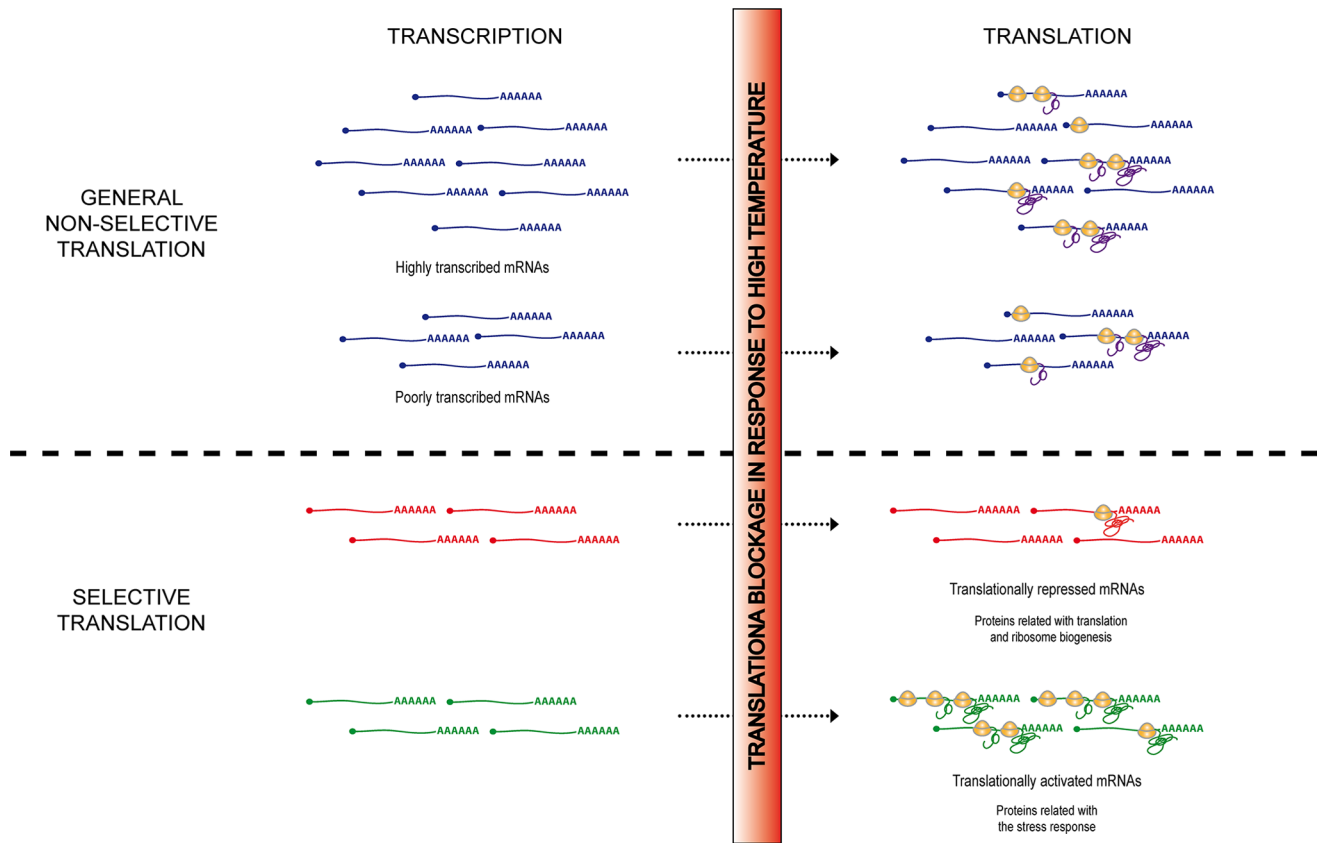 TRANSCRIPTION
TRANSLATION
TRANSLATIONA BLOCKAGE IN RESPONSE TO HIGH TEMPERATURE
GENERAL
NON-SELECTIVE
TRANSLATION
AAAAAA
AAAAAA
AAAAAA
AAAAAA
AAAAAA
AAAAAA
AAAAAA
AAAAAA
Highly transcribed mRNAs
AAAAAA
AAAAAA
AAAAAA
AAAAAA
AAAAAA
AAAAAA
AAAAAA
AAAAAA
AAAAAA
AAAAAA
AAAAAA
AAAAAA
Poorly transcribed mRNAs
AAAAAA
AAAAAA
AAAAAA
AAAAAA
SELECTIVE
TRANSLATION
AAAAAA
AAAAAA
AAAAAA
AAAAAA
AAAAAA
AAAAAA
AAAAAA
AAAAAA
Translationally repressed mRNAs
Proteins related with translation
and ribosome biogenesis
AAAAAA
AAAAAA
AAAAAA
AAAAAA
AAAAAA
AAAAAA
AAAAAA
AAAAAA
Translationally activated mRNAs
Proteins related with
the stress response